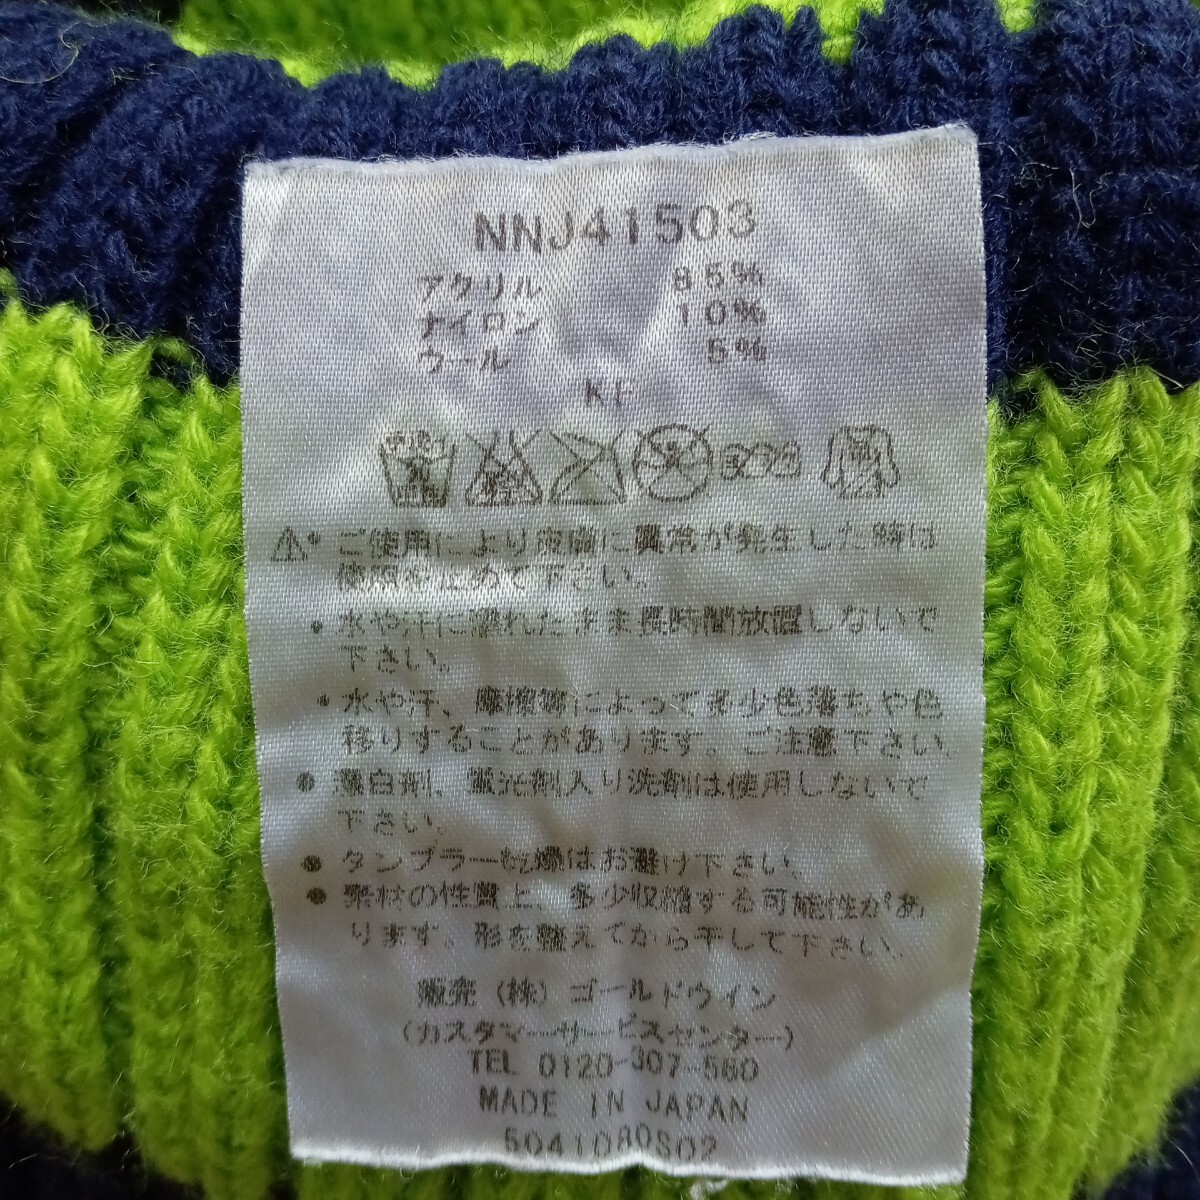 NNJ41503
アクリル 85%
ナイロン 10%
ウール 5%
ご使用により皮膚に異常が発生した時は
使用を止めて下さい。
・水や汗に濡れたまま長時間放置しないで
下さい。
・水や汗、摩擦等によって多少色落ちや色
移りすることがあります。ご注意下さい。
● 漂白剤、蛍光剤入り洗剤は使用しないで
下さい。
● タンブラー乾燥はお避け下さい。
● 素材の性質上、多少収縮する可能性があ
ります。形を整えてから干して下さい。
販売 (株) ゴールドウイン
(カスタマーサービスセンター)
TEL 0120-307-560
MADE IN JAPAN
5041080S02